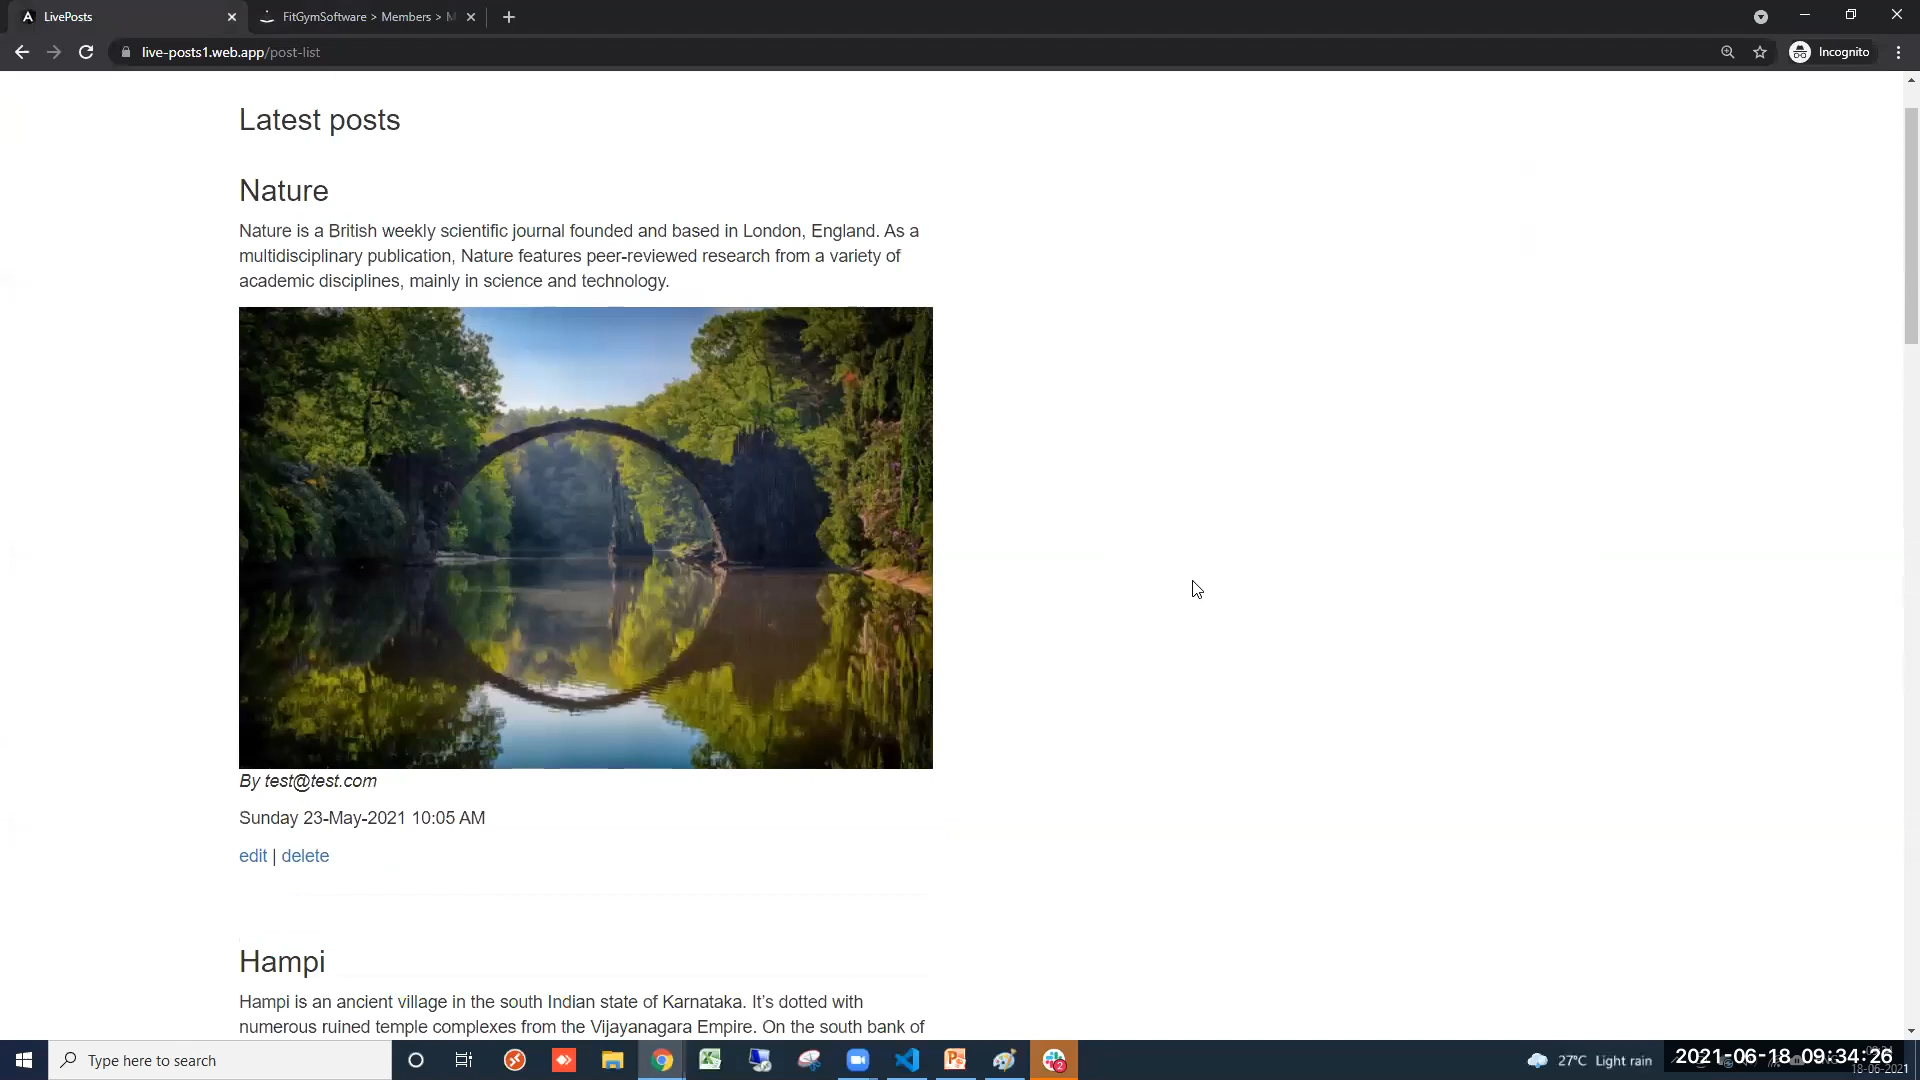 LivePosts
FitGymSoftware > Members > M
live-posts1.web.app/post-list
Incognito
Latest posts
Nature
Nature is a British weekly scientific journal founded and based in London, England. As a
multidisciplinary publication, Nature features peer-reviewed research from a variety of
academic disciplines, mainly in science and technology.
By test@test.com
Sunday 23-May-2021 10:05 AM
edit | delete
Hampi
Hampi is an ancient village in the south Indian state of Karnataka. It's dotted with
numerous ruined temple complexes from the Vijayanagara Empire. On the south bank of
Type here to search
27°C Light rain
2021-06-18 09:34:26
18-06-2021